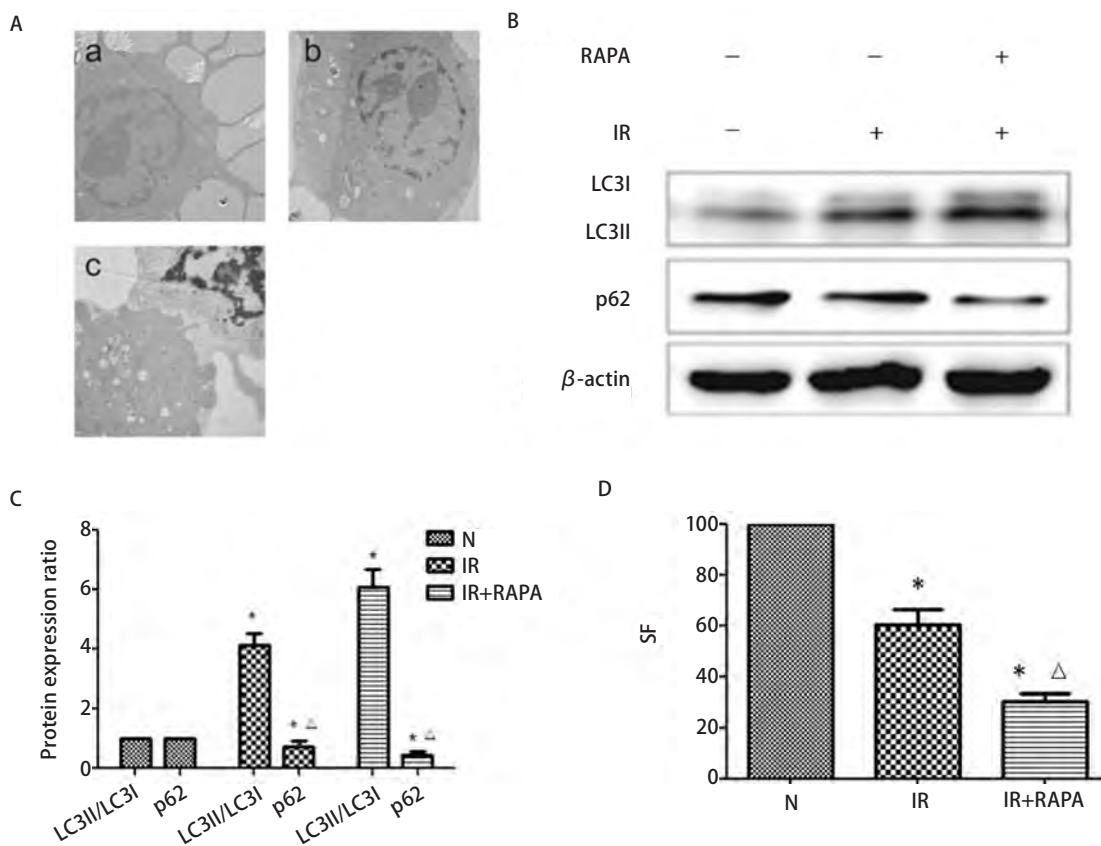 A
a
b
c
B
RAPA − − +
IR − + +
LC3I
LC3II
p62
β-actin
C
Protein expression ratio
8
6
4
2
0
N
IR
IR+RAPA
*
* △
*
* △
LC3II/LC3I p62 LC3II/LC3I p62 LC3II/LC3I p62
D
SF
100
80
60
40
20
0
*
* △
N IR IR+RAPA